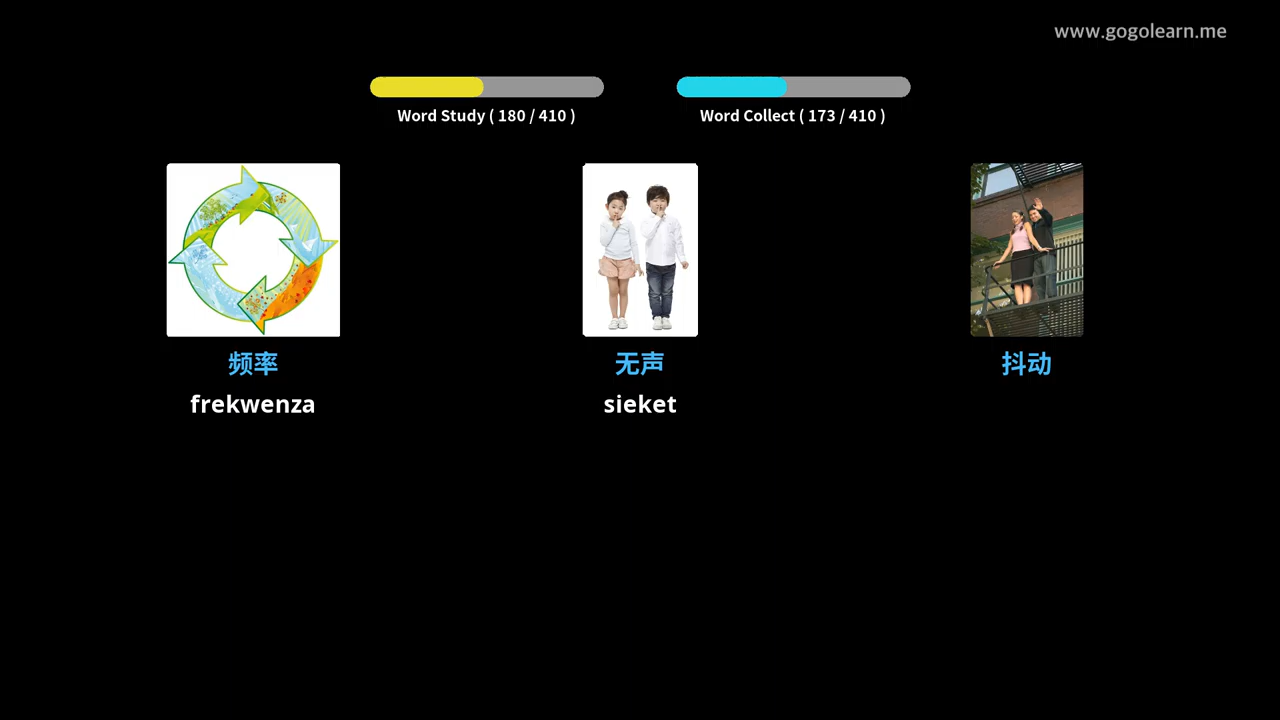 www.gogolearn.me
Word Study ( 180 / 410 )
Word Collect ( 173 / 410 )
频率
无声
抖动
frekwenza
sieket